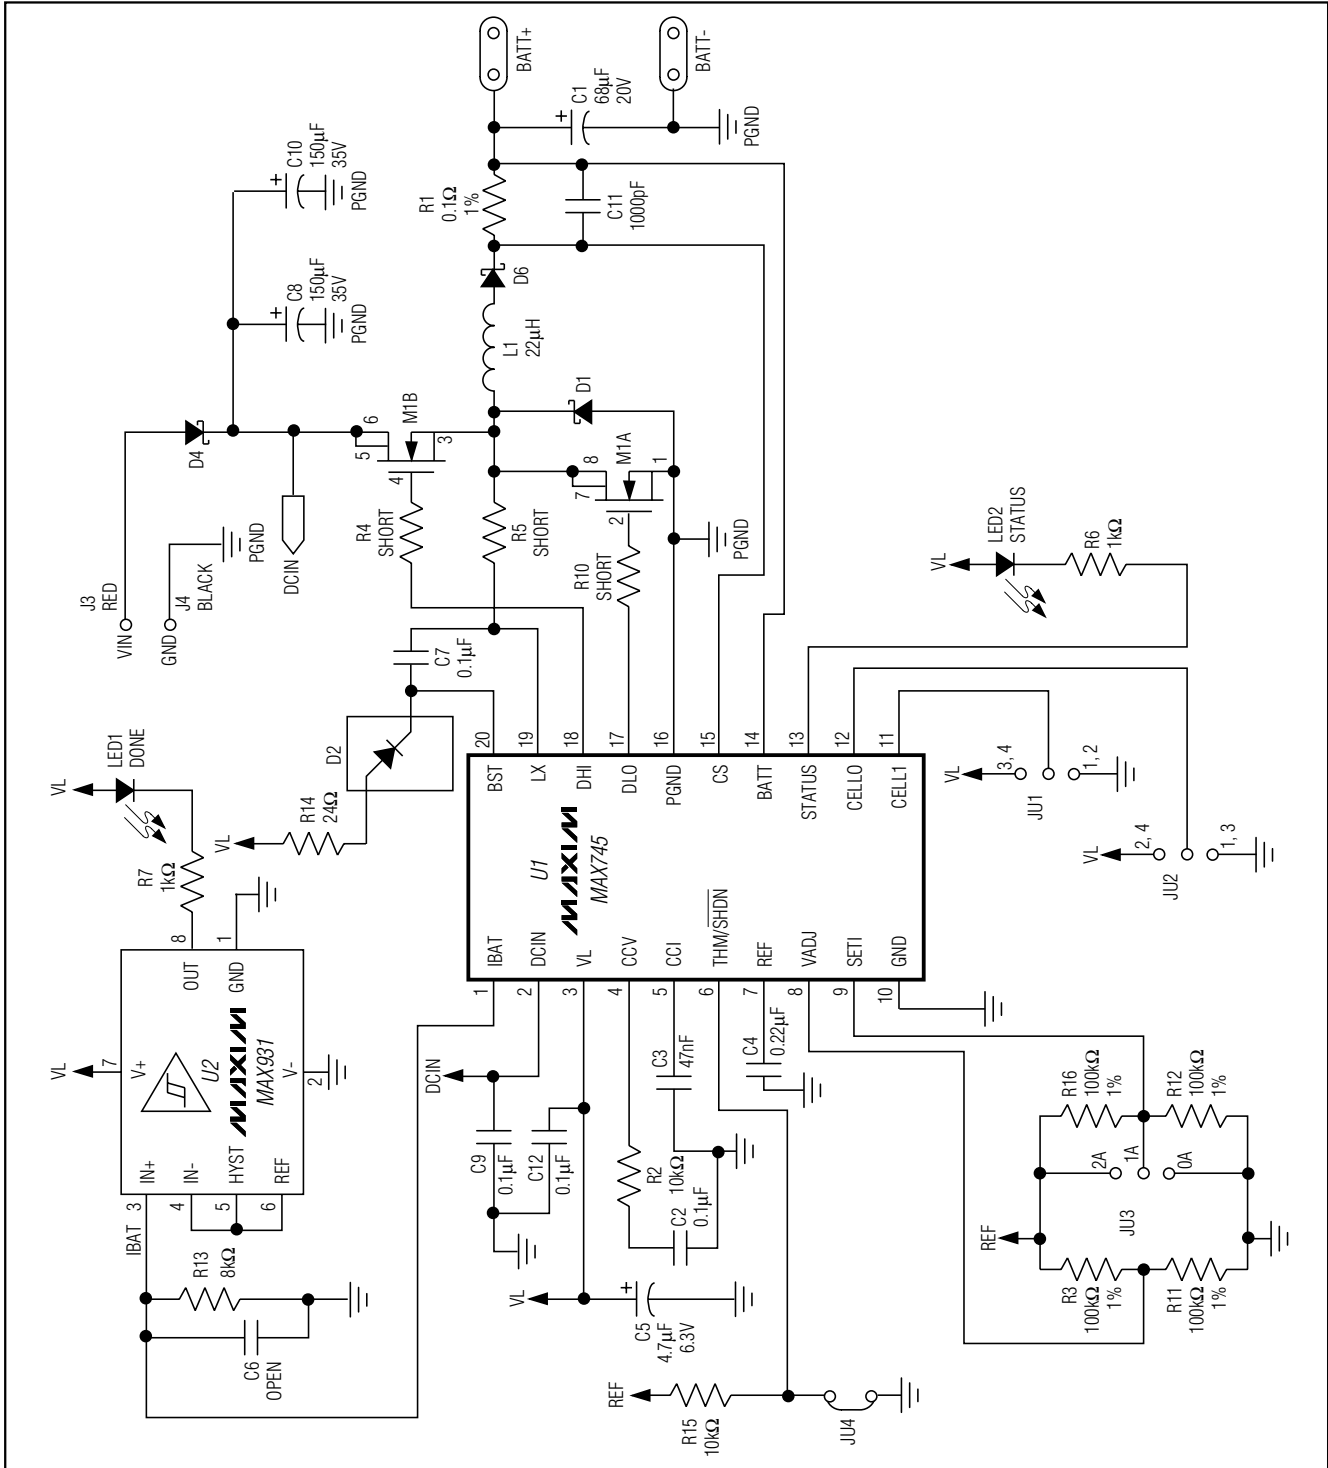 BATT+
BATT-
C1
68µF
20V
PGND
C10
150µF
35V
PGND
C8
150µF
35V
PGND
R1
0.1Ω
1%
C11
1000pF
D6
L1
22µH
D1
D4
M1B
6
5
4
3
M1A
8
7
2
1
PGND
J3
RED
VIN
J4
BLACK
GND
PGND
DCIN
R4
SHORT
R5
SHORT
R10
SHORT
C7
0.1µF
D2
R14
24Ω
VL
VL
LED1
DONE
R7
1kΩ
VL
LED2
STATUS
R6
1kΩ
U1
MAXIM
MAX745
20
BST
19
LX
18
DHI
17
DLO
16
PGND
15
CS
14
BATT
13
STATUS
12
CELL0
11
CELL1
1
IBAT
2
DCIN
3
VL
4
CCV
5
CCI
6
THM/SHDN
7
REF
8
VADJ
9
SETI
10
GND
VL
3, 4
1, 2
JU1
VL
2, 4
1, 3
JU2
U2
MAXIM
MAX931
8
OUT
1
GND
7
V+
VL
V-
2
IN+
3
IN-
4
HYST
5
REF
6
IBAT
R13
8kΩ
C6
OPEN
DCIN
C9
0.1µF
C12
0.1µF
VL
C5
4.7µF
6.3V
R2
10kΩ
C2
0.1µF
C3
47nF
C4
0.22µF
REF
R15
10kΩ
JU4
REF
R16
100kΩ
1%
R12
100kΩ
1%
2A
1A
0A
JU3
R3
100kΩ
1%
R11
100kΩ
1%